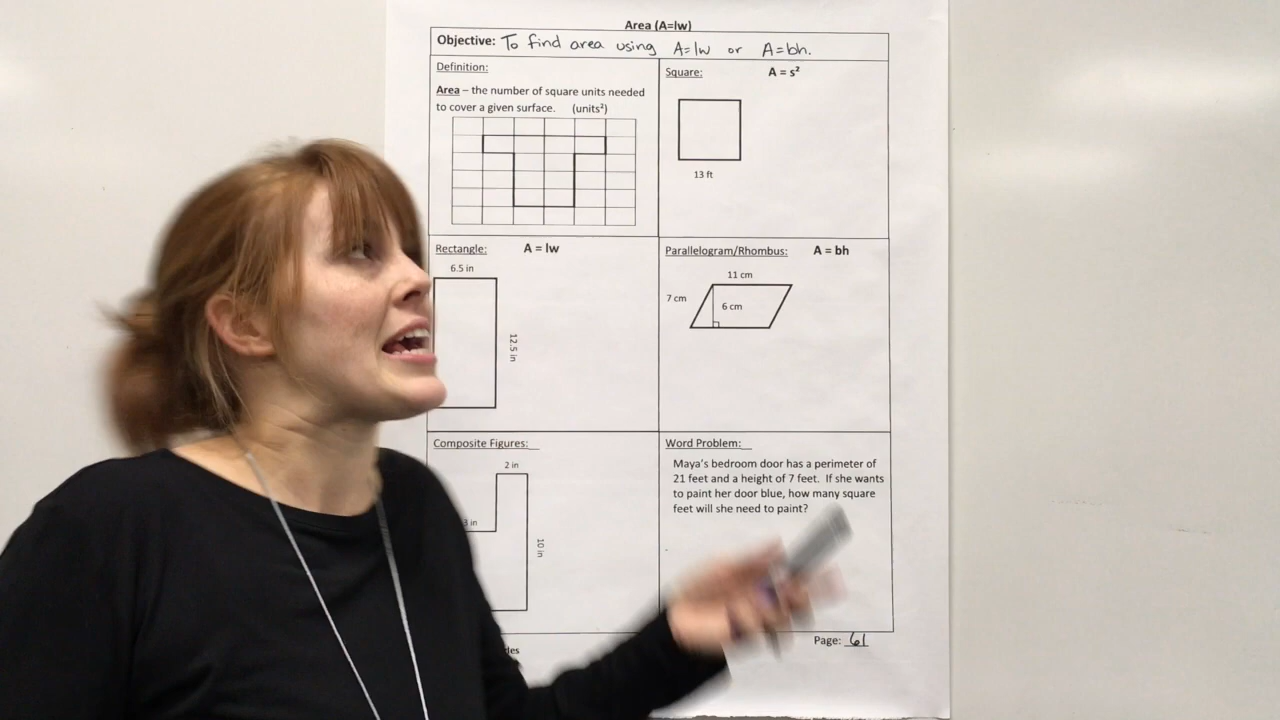 Area (A=lw)
Objective: To find area using A=lw or A=bh.
Definition:
Area – the number of square units needed
to cover a given surface. (units²)
Square: A = s²
13 ft
Rectangle: A = lw
6.5 in
12.5 in
Parallelogram/Rhombus: A = bh
11 cm
7 cm
6 cm
Composite Figures:
2 in
3 in
10 in
Word Problem:
Maya's bedroom door has a perimeter of
21 feet and a height of 7 feet. If she wants
to paint her door blue, how many square
feet will she need to paint?
Page: 61